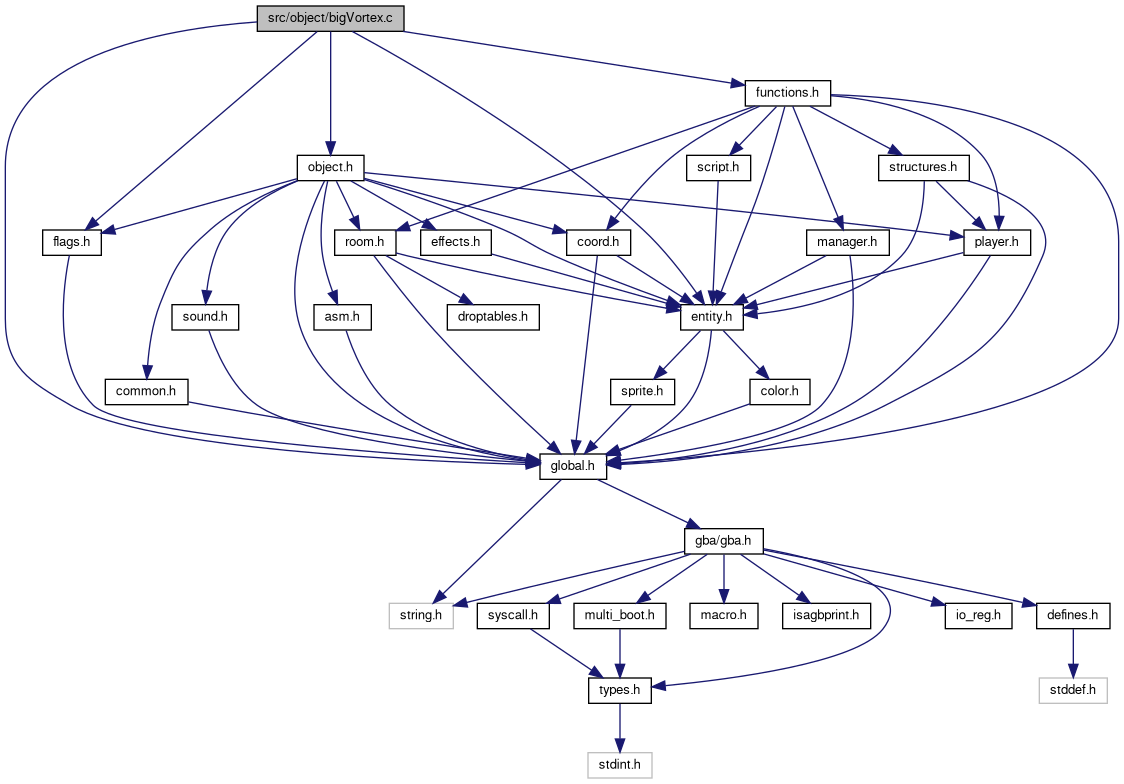 src/object/bigVortex.c
functions.h
object.h
script.h
structures.h
flags.h
room.h
effects.h
coord.h
manager.h
player.h
sound.h
asm.h
droptables.h
entity.h
common.h
sprite.h
color.h
global.h
gba/gba.h
string.h
syscall.h
multi_boot.h
macro.h
isagbprint.h
io_reg.h
defines.h
types.h
stddef.h
stdint.h